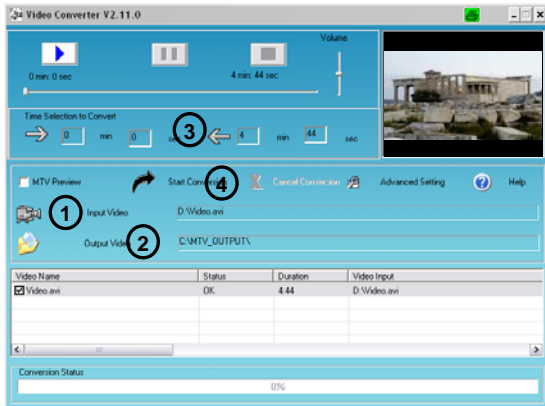 Video Converter V2.11.0
Volume
0 min: 0 sec
4 min: 44 sec
Time Selection to Convert
0 min 0 3 4 min 44 sec
MTV Preview Start Conversion 4 Cancel Conversion Advanced Setting ? Help
1 Input Video D:\Video.avi
Output Video 2 C:\MTV_OUTPUT\
Video Name Status Duration Video Input
Video.avi OK 4:44 D:\Video.avi
Conversion Status
0%